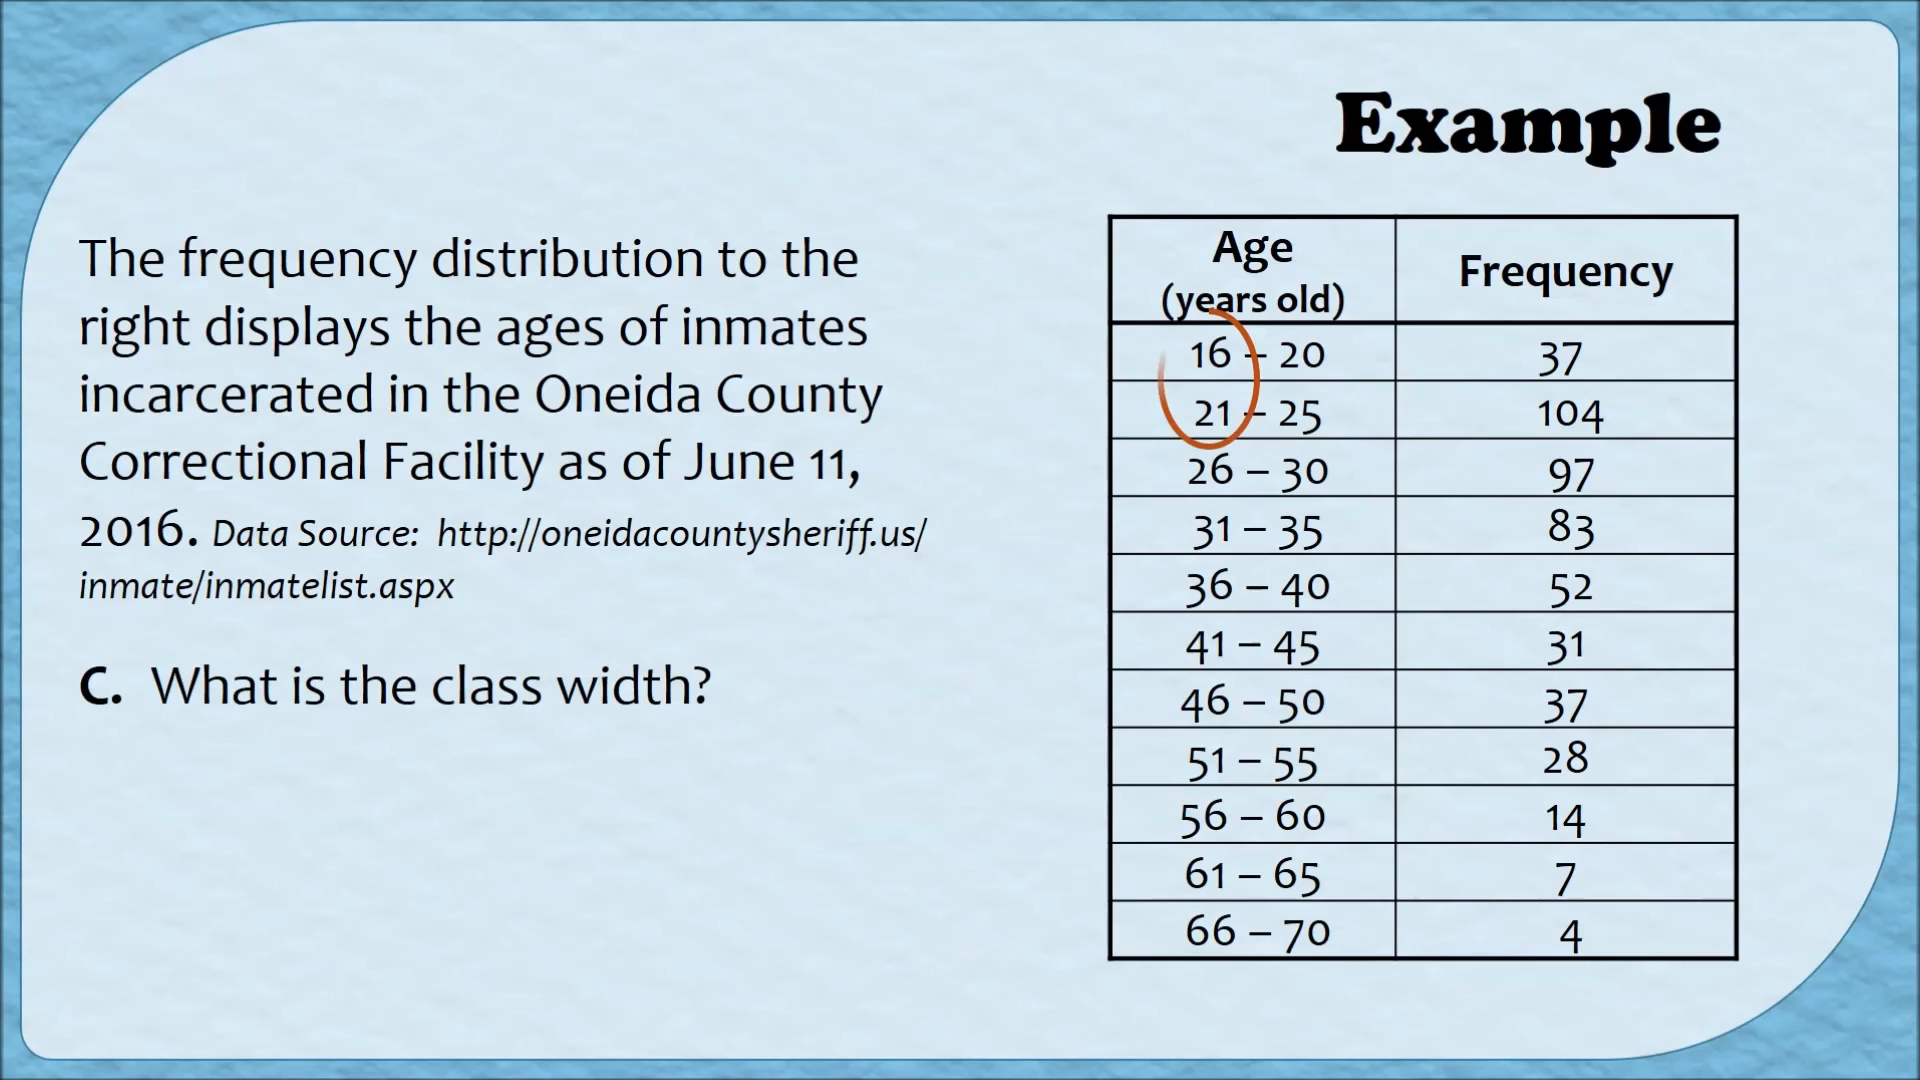 Example
The frequency distribution to the
right displays the ages of inmates
incarcerated in the Oneida County
Correctional Facility as of June 11,
2016. Data Source: http://oneidacountysheriff.us/
inmate/inmatelist.aspx
C. What is the class width?
Age
(years old)
Frequency
16 – 20 37
21 – 25 104
26 – 30 97
31 – 35 83
36 – 40 52
41 – 45 31
46 – 50 37
51 – 55 28
56 – 60 14
61 – 65 7
66 – 70 4